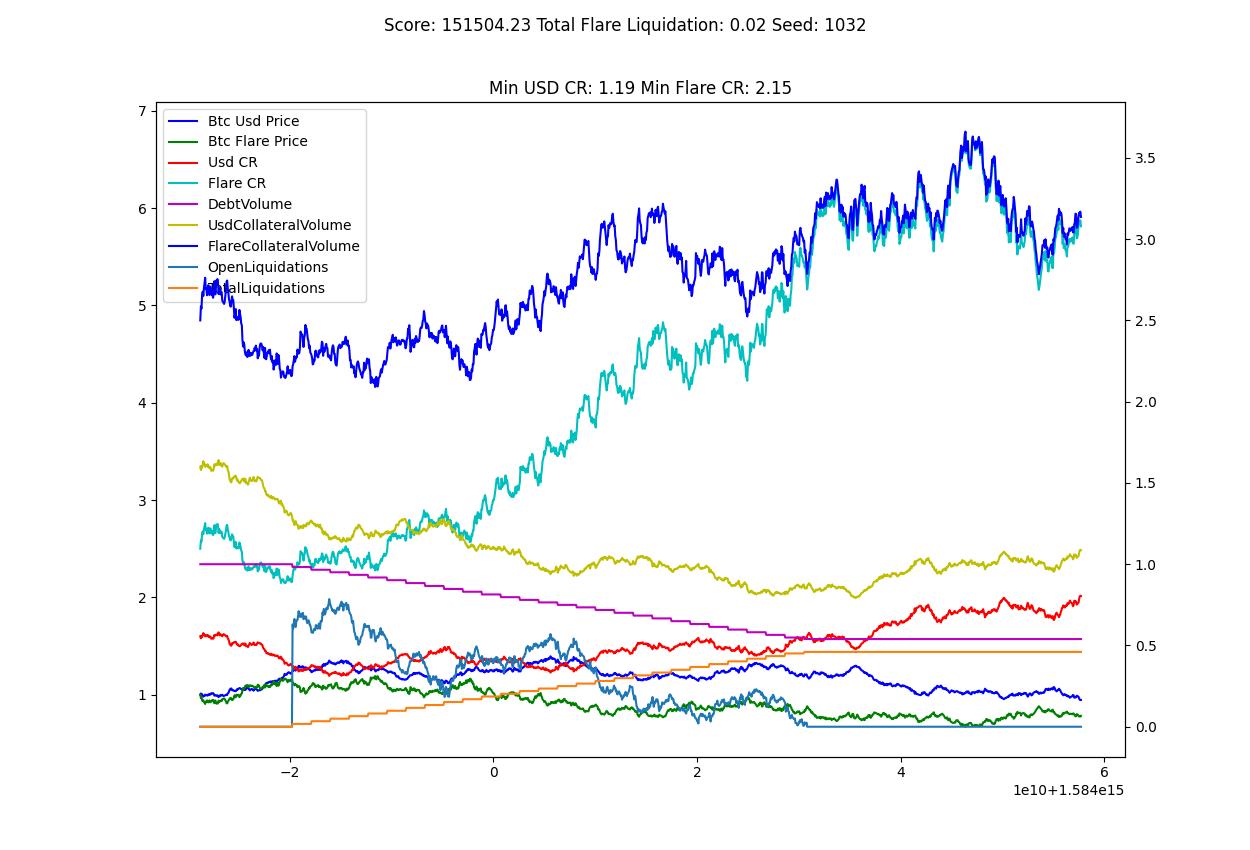 Score: 151504.23 Total Flare Liquidation: 0.02 Seed: 1032
Min USD CR: 1.19 Min Flare CR: 2.15
Btc Usd Price
Btc Flare Price
Usd CR
Flare CR
DebtVolume
UsdCollateralVolume
FlareCollateralVolume
OpenLiquidations
TotalLiquidations
7
6
5
4
3
2
1
3.5
3.0
2.5
2.0
1.5
1.0
0.5
0.0
−2
0
2
4
6
1e10+1.584e15